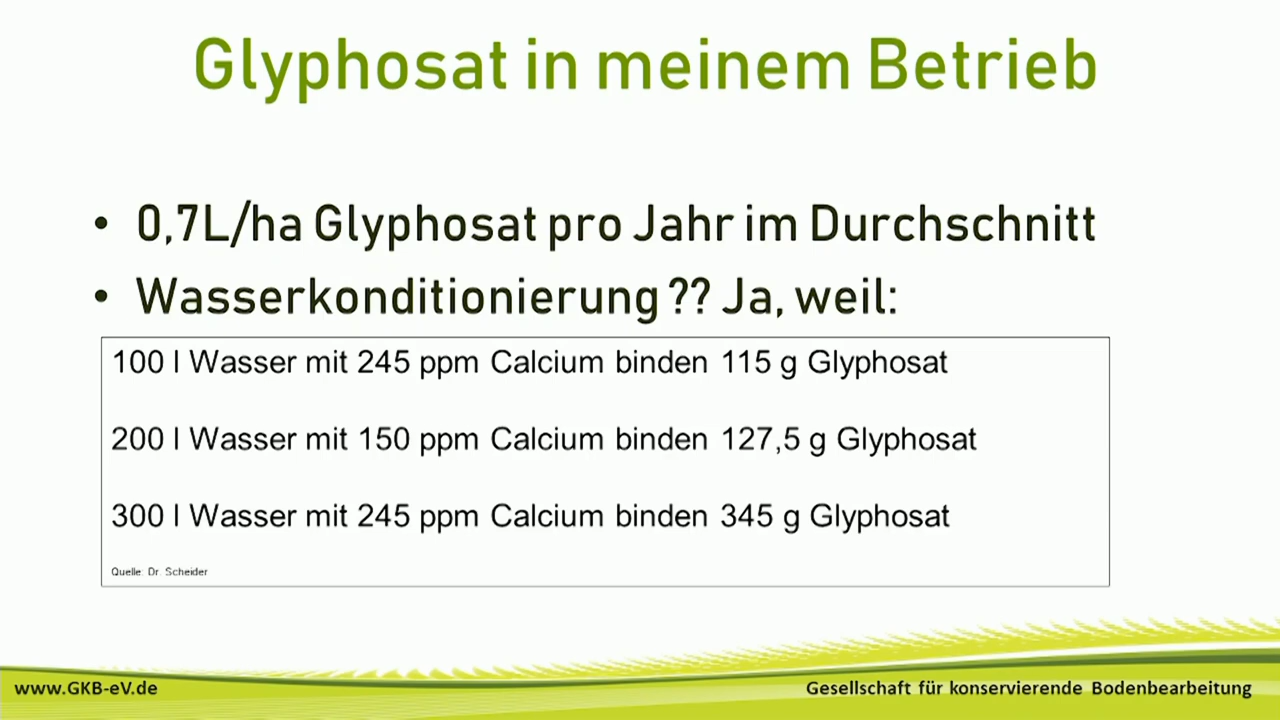 Glyphosat in meinem Betrieb
• 0,7L/ha Glyphosat pro Jahr im Durchschnitt
• Wasserkonditionierung ?? Ja, weil:
100 l Wasser mit 245 ppm Calcium binden 115 g Glyphosat
200 l Wasser mit 150 ppm Calcium binden 127,5 g Glyphosat
300 l Wasser mit 245 ppm Calcium binden 345 g Glyphosat
Quelle: Dr. Scheider
www.GKB-eV.de
Gesellschaft für konservierende Bodenbearbeitung